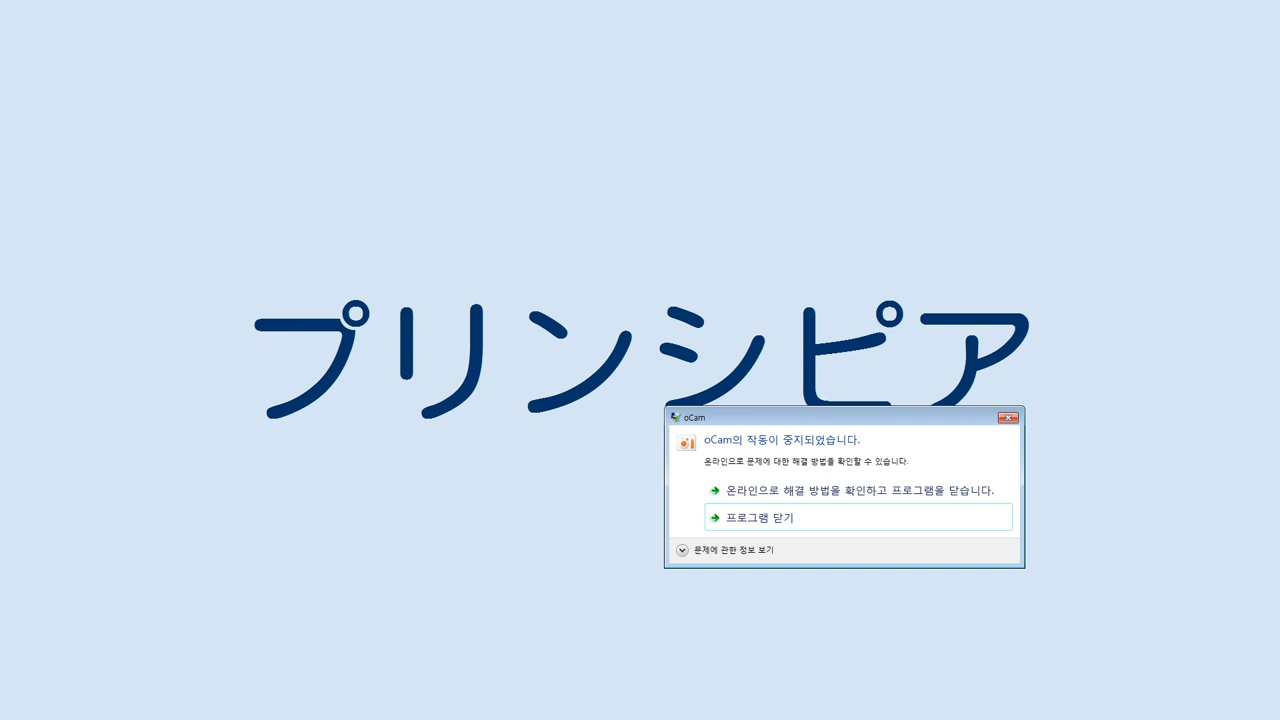 プリンシピア
oCam
oCam의 작동이 중지되었습니다.
온라인으로 문제에 대한 해결 방법을 확인할 수 있습니다.
온라인으로 해결 방법을 확인하고 프로그램을 닫습니다.
프로그램 닫기
문제에 관한 정보 보기